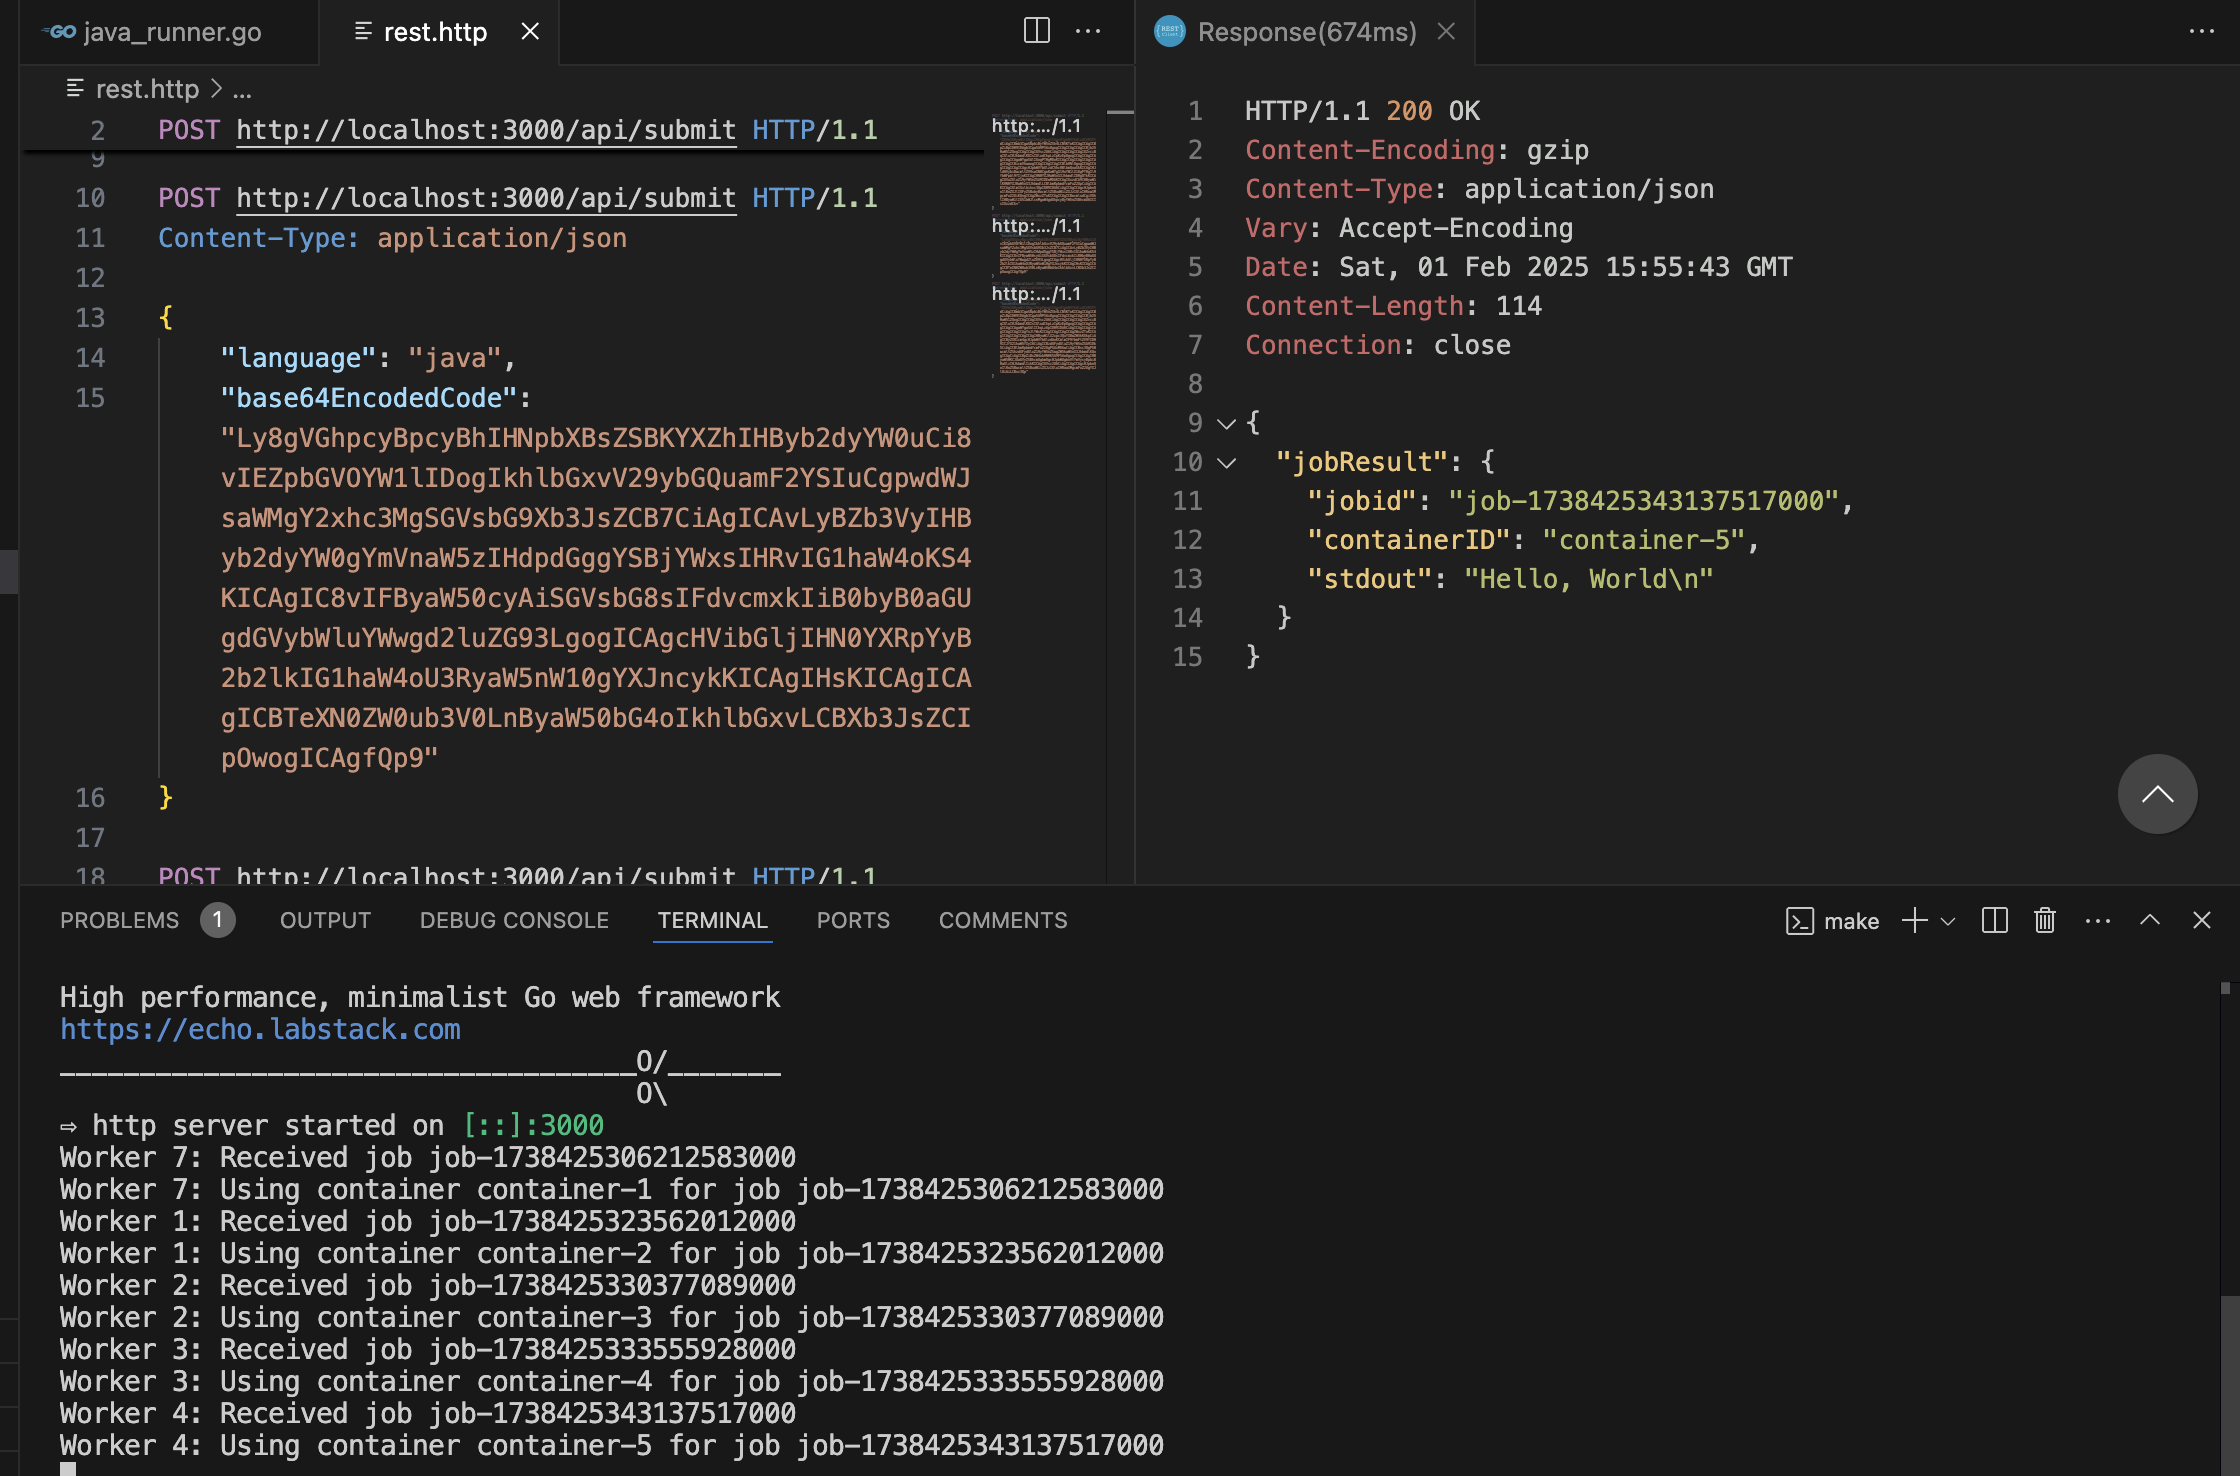 GO java_runner.go
rest.http
Response(674ms)
rest.http > ...
2 POST http://localhost:3000/api/submit HTTP/1.1
9
10 POST http://localhost:3000/api/submit HTTP/1.1
11 Content-Type: application/json
12
13 {
14 "language": "java",
15 "base64EncodedCode":
"Ly8gVGhpcyBpcyBhIHNpbXBsZSBKYXZhIHByb2dyYW0uCi8
vIEZpbGVOYW1lIDogIkhlbGxvV29ybGQuamF2YSIuCgpwdWJ
saWMgY2xhc3MgSGVsbG9Xb3JsZCB7CiAgICAvLyBZb3VyIHB
yb2dyYW0gYmVnaW5zIHdpdGggYSBjYWxsIHRvIG1haW4oKS4
KICAgIC8vIFByaW50cyAiSGVsbG8sIFdvcmxkIiB0byB0aGU
gdGVybWluYWwgd2luZG93LgogICAgcHVibGljIHN0YXRpYyB
2b2lkIG1haW4oU3RyaW5nW10gYXJncykKICAgIHsKICAgICA
gICBTeXN0ZW0ub3V0LnByaW50bG4oIkhlbGxvLCBXb3JsZCI
pOwogICAgfQp9"
16 }
17
18 POST http://localhost:3000/api/submit HTTP/1.1
http:.../1.1
http:.../1.1
http:.../1.1
1 HTTP/1.1 200 OK
2 Content-Encoding: gzip
3 Content-Type: application/json
4 Vary: Accept-Encoding
5 Date: Sat, 01 Feb 2025 15:55:43 GMT
6 Content-Length: 114
7 Connection: close
8
9 {
10 "jobResult": {
11 "jobid": "job-1738425343137517000",
12 "containerID": "container-5",
13 "stdout": "Hello, World\n"
14 }
15 }
PROBLEMS 1 OUTPUT DEBUG CONSOLE TERMINAL PORTS COMMENTS make
High performance, minimalist Go web framework
https://echo.labstack.com
____________________________________O/_______
O\
⇨ http server started on [::]:3000
Worker 7: Received job job-1738425306212583000
Worker 7: Using container container-1 for job job-1738425306212583000
Worker 1: Received job job-1738425323562012000
Worker 1: Using container container-2 for job job-1738425323562012000
Worker 2: Received job job-1738425330377089000
Worker 2: Using container container-3 for job job-1738425330377089000
Worker 3: Received job job-1738425333555928000
Worker 3: Using container container-4 for job job-1738425333555928000
Worker 4: Received job job-1738425343137517000
Worker 4: Using container container-5 for job job-1738425343137517000